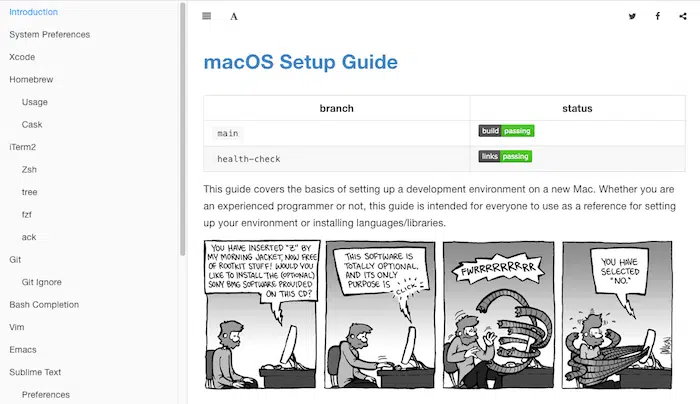 Introduction
System Preferences
Xcode
Homebrew
Usage
Cask
iTerm2
Zsh
tree
fzf
ack
Git
Git Ignore
Bash Completion
Vim
Emacs
Sublime Text
Preferences
A
macOS Setup Guide
branch status
main build passing
health-check links passing
This guide covers the basics of setting up a development environment on a new Mac. Whether you are
an experienced programmer or not, this guide is intended for everyone to use as a reference for setting
up your environment or installing languages/libraries.
YOU HAVE INSERTED "Z" BY
MY MORNING JACKET, NOW FREE
OF ROOTKIT STUFF! WOULD YOU
LIKE TO INSTALL THE (OPTIONAL)
SONY BMG SOFTWARE PROVIDED
ON THIS CD?
THIS SOFTWARE IS
TOTALLY OPTIONAL,
AND ITS ONLY
PURPOSE IS
CLICK
FWRRRRRRRRR
YOU HAVE
SELECTED
"NO."